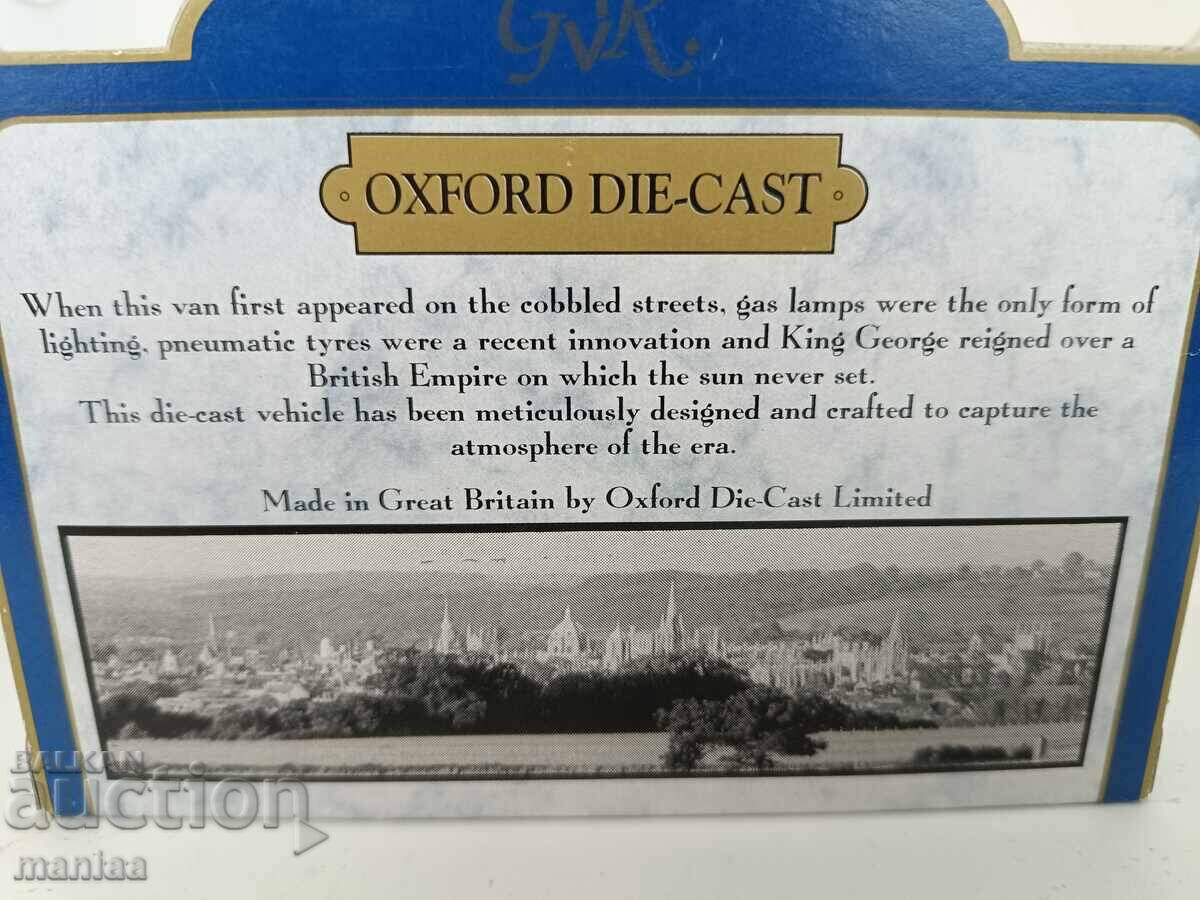 GVR.
OXFORD DIE-CAST
When this van first appeared on the cobbled streets, gas lamps were the only form of
lighting, pneumatic tyres were a recent innovation and King George reigned over a
British Empire on which the sun never set.
This die-cast vehicle has been meticulously designed and crafted to capture the
atmosphere of the era.
Made in Great Britain by Oxford Die-Cast Limited
BALKAN
auction
maniaa